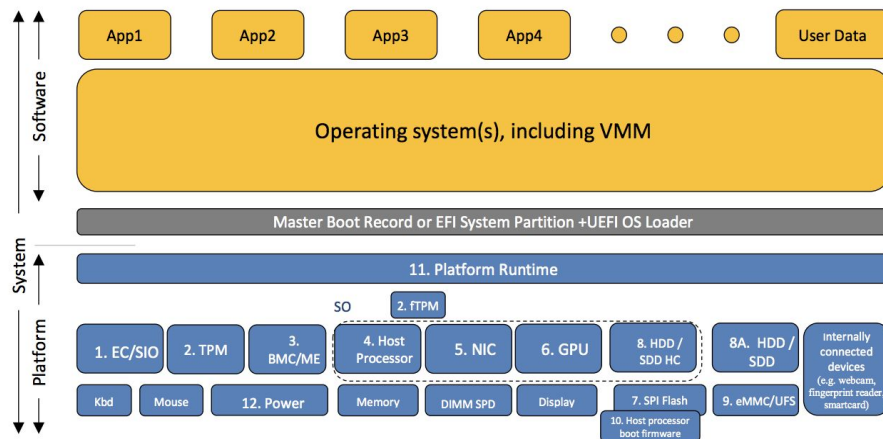 App1
App2
App3
App4
User Data
Software
Operating system(s), including VMM
Master Boot Record or EFI System Partition +UEFI OS Loader
System
11. Platform Runtime
Platform
SO
2. fTPM
1. EC/SIO
2. TPM
3.
BMC/ME
4. Host
Processor
5. NIC
6. GPU
8. HDD /
SDD HC
8A. HDD /
SDD
Internally
connected
devices
(e.g. webcam,
fingerprint reader,
smartcard)
Kbd
Mouse
12. Power
Memory
DIMM SPD
Display
7. SPI Flash
9. eMMC/UFS
10. Host processor
boot firmware